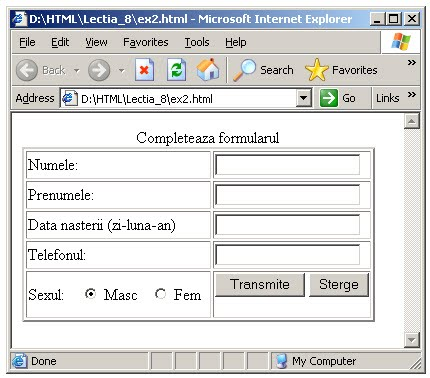 D:\HTML\Lectia_8\ex2.html - Microsoft Internet Explorer
File Edit View Favorites Tools Help
Back Search Favorites »
Address D:\HTML\Lectia_8\ex2.html Go Links »
Completeaza formularul
Numele:
Prenumele:
Data nasterii (zi-luna-an)
Telefonul:
Sexul: Masc Fem Transmite Sterge
Done My Computer